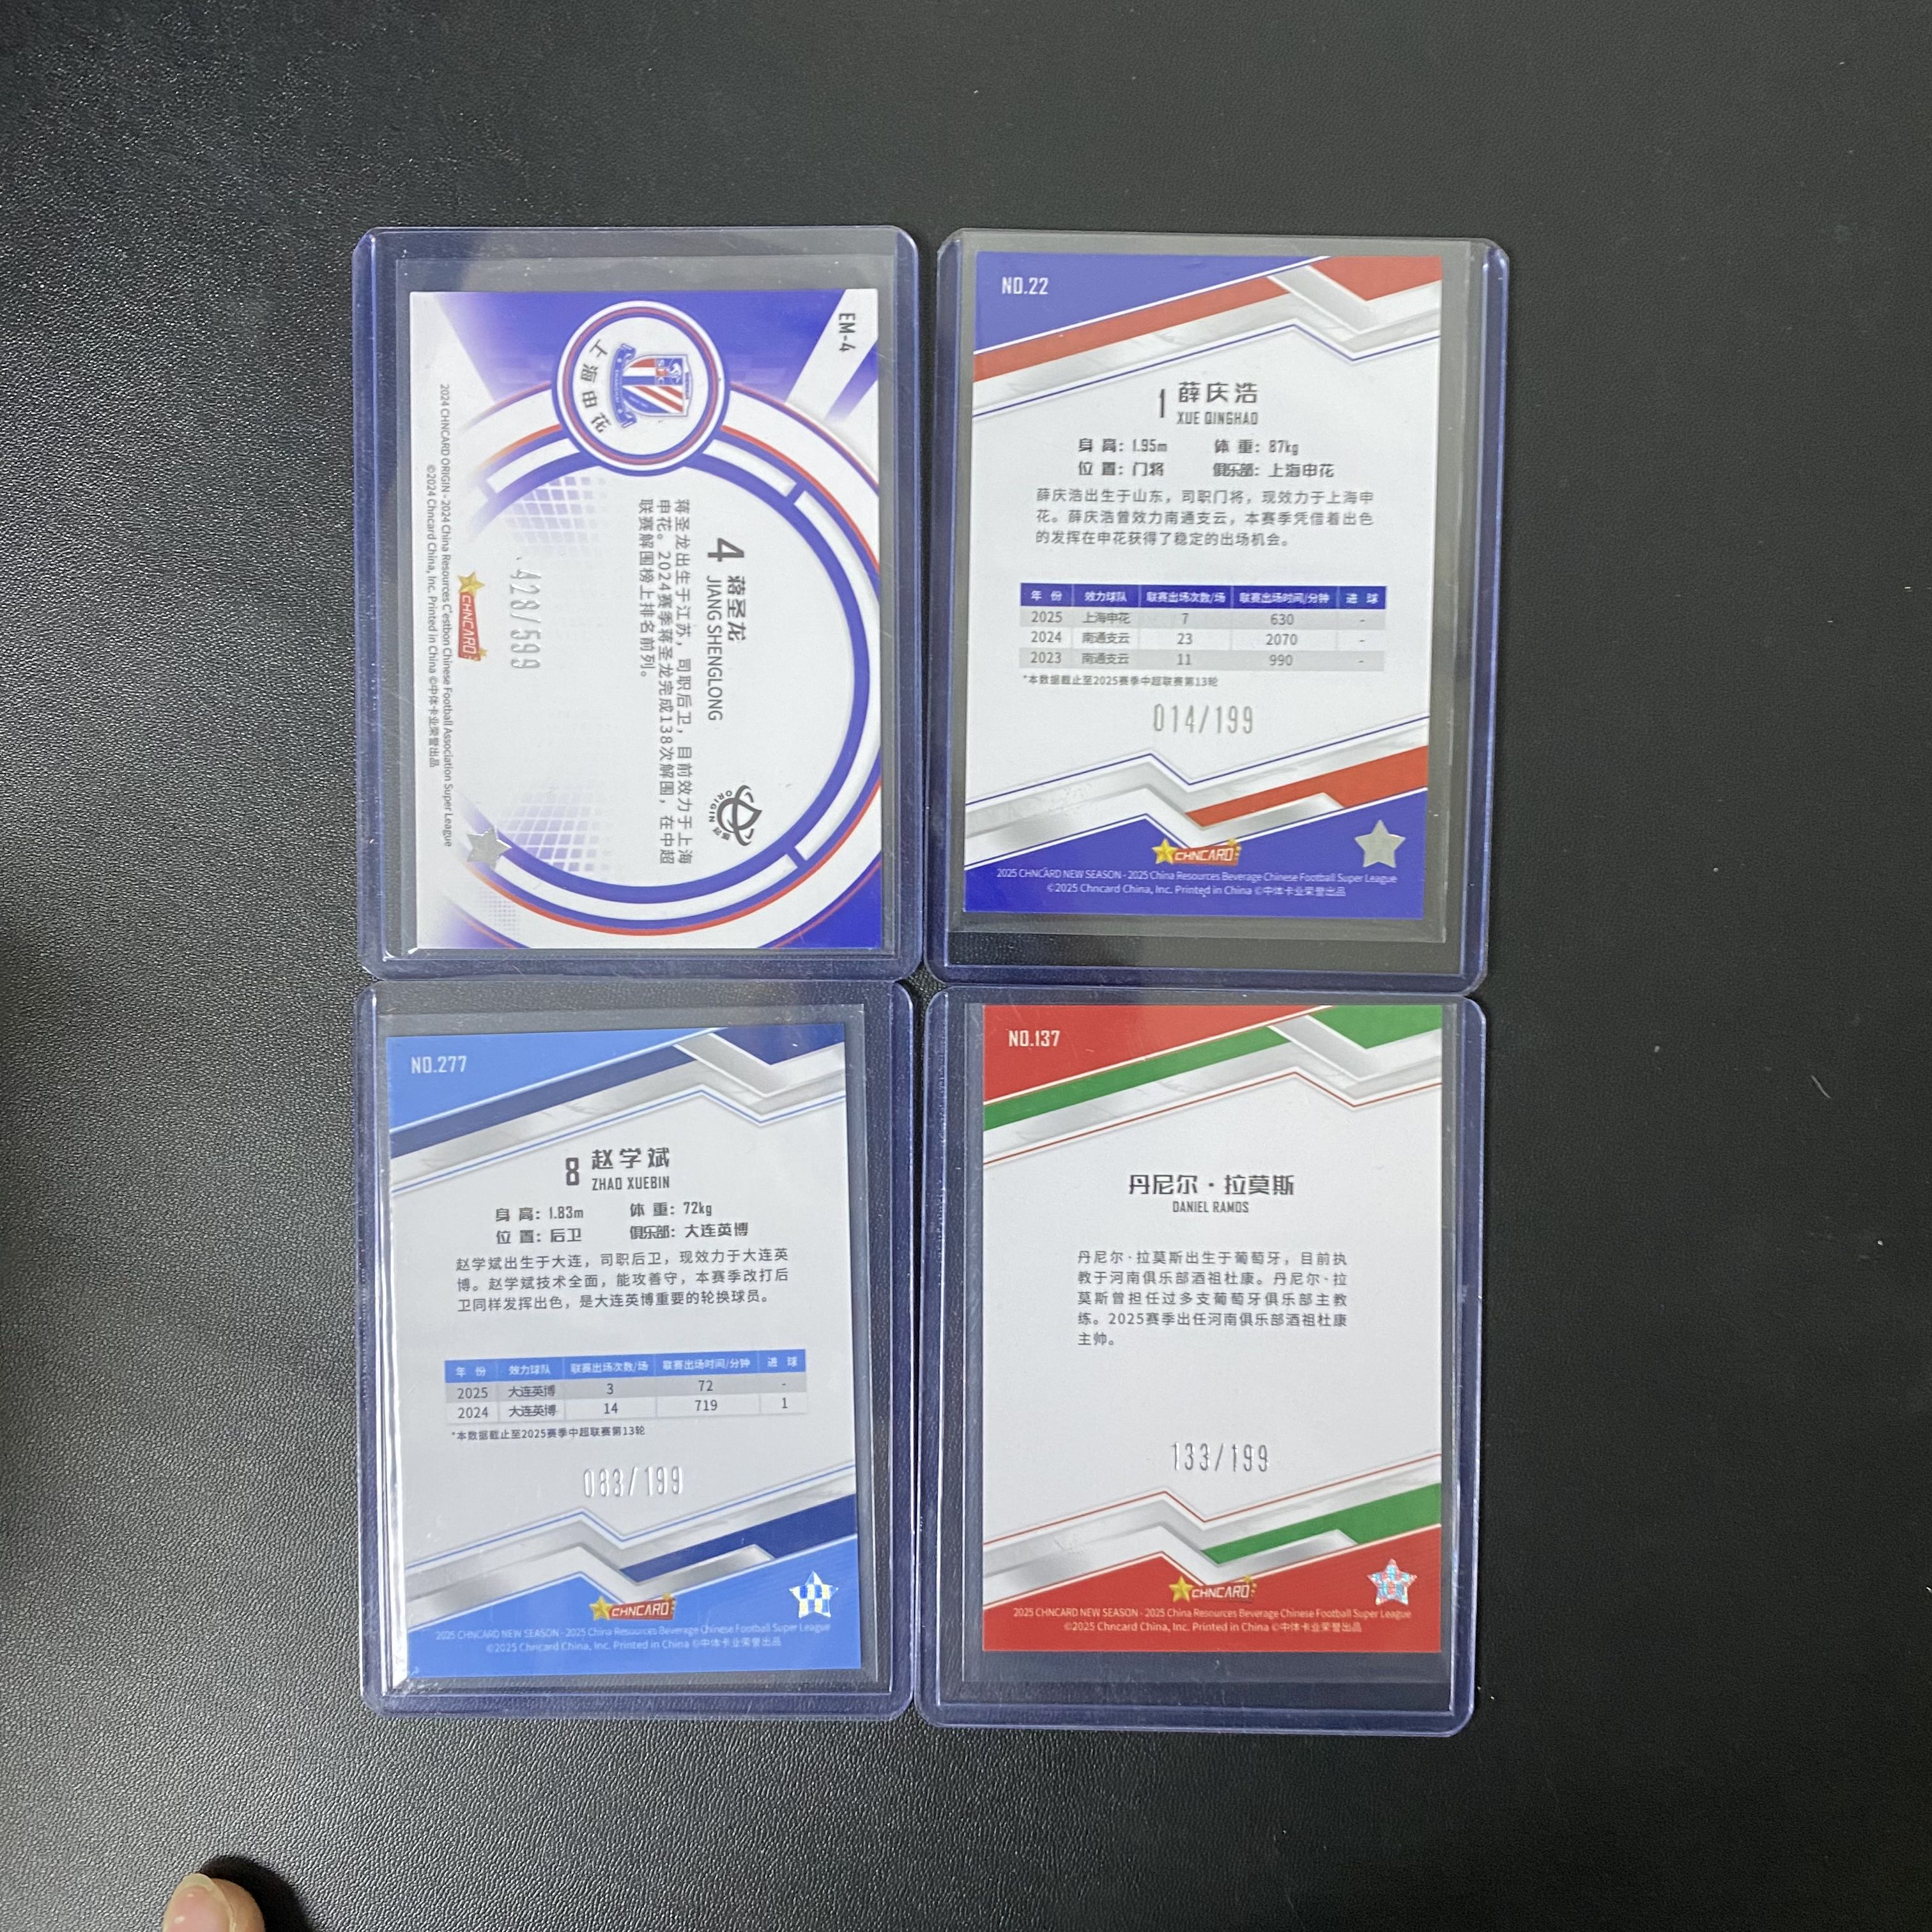 EM-4
上海申花
4 蒋圣龙
JIANG SHENGLONG
蒋圣龙出生于江苏，司职后卫，目前效力于上海
申花。2024赛季蒋圣龙完成138次解围，在中超
联赛解围榜上排名前列。
ORIGIN
428/599
CHNCARD
2024 CHNCARD ORIGIN - 2024 China Resources C'estbon Chinese Football Association Super League
©2024 Chncard China, Inc. Printed in China ©中体卡业荣誉出品
NO.22
1 薛庆浩
XUE QINGHAO
身 高：1.95m 体 重：87kg
位 置：门将 俱乐部：上海申花
薛庆浩出生于山东，司职门将，现效力于上海申
花。薛庆浩曾效力南通支云，本赛季凭借着出色
的发挥在申花获得了稳定的出场机会。
年 份 效力球队 联赛出场次数/场 联赛出场时间/分钟 进 球
2025 上海申花 7 630 -
2024 南通支云 23 2070 -
2023 南通支云 11 990 -
*本数据截止至2025赛季中超联赛第13轮
014/199
CHNCARD
2025 CHNCARD NEW SEASON - 2025 China Resources Beverage Chinese Football Super League
©2025 Chncard China, Inc. Printed in China ©中体卡业荣誉出品
NO.277
8 赵学斌
ZHAO XUEBIN
身 高：1.83m 体 重：72kg
位 置：后卫 俱乐部：大连英博
赵学斌出生于大连，司职后卫，现效力于大连英
博。赵学斌技术全面，能攻善守，本赛季改打后
卫同样发挥出色，是大连英博重要的轮换球员。
年 份 效力球队 联赛出场次数/场 联赛出场时间/分钟 进 球
2025 大连英博 3 72 -
2024 大连英博 14 719 1
*本数据截止至2025赛季中超联赛第13轮
083/199
CHNCARD
2025 CHNCARD NEW SEASON - 2025 China Resources Beverage Chinese Football Super League
©2025 Chncard China, Inc. Printed in China ©中体卡业荣誉出品
NO.137
丹尼尔·拉莫斯
DANIEL RAMOS
丹尼尔·拉莫斯出生于葡萄牙，目前执
教于河南俱乐部酒祖杜康。丹尼尔·拉
莫斯曾担任过多支葡萄牙俱乐部主教
练。2025赛季出任河南俱乐部酒祖杜康
主帅。
133/199
CHNCARD
2025 CHNCARD NEW SEASON - 2025 China Resources Beverage Chinese Football Super League
©2025 Chncard China, Inc. Printed in China ©中体卡业荣誉出品